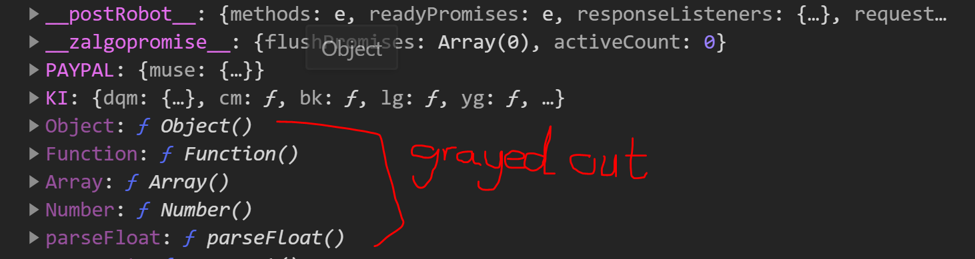 ▶ __postRobot__: {methods: e, readyPromises: e, responseListeners: {…}, request…
▶ __zalgopromise__: {flushPromises: Array(0), activeCount: 0}
Object
▶ PAYPAL: {muse: {…}}
▶ KI: {dqm: {…}, cm: ƒ, bk: ƒ, lg: ƒ, yg: ƒ, …}
▶ Object: ƒ Object()
▶ Function: ƒ Function()
grayed out
▶ Array: ƒ Array()
▶ Number: ƒ Number()
▶ parseFloat: ƒ parseFloat()